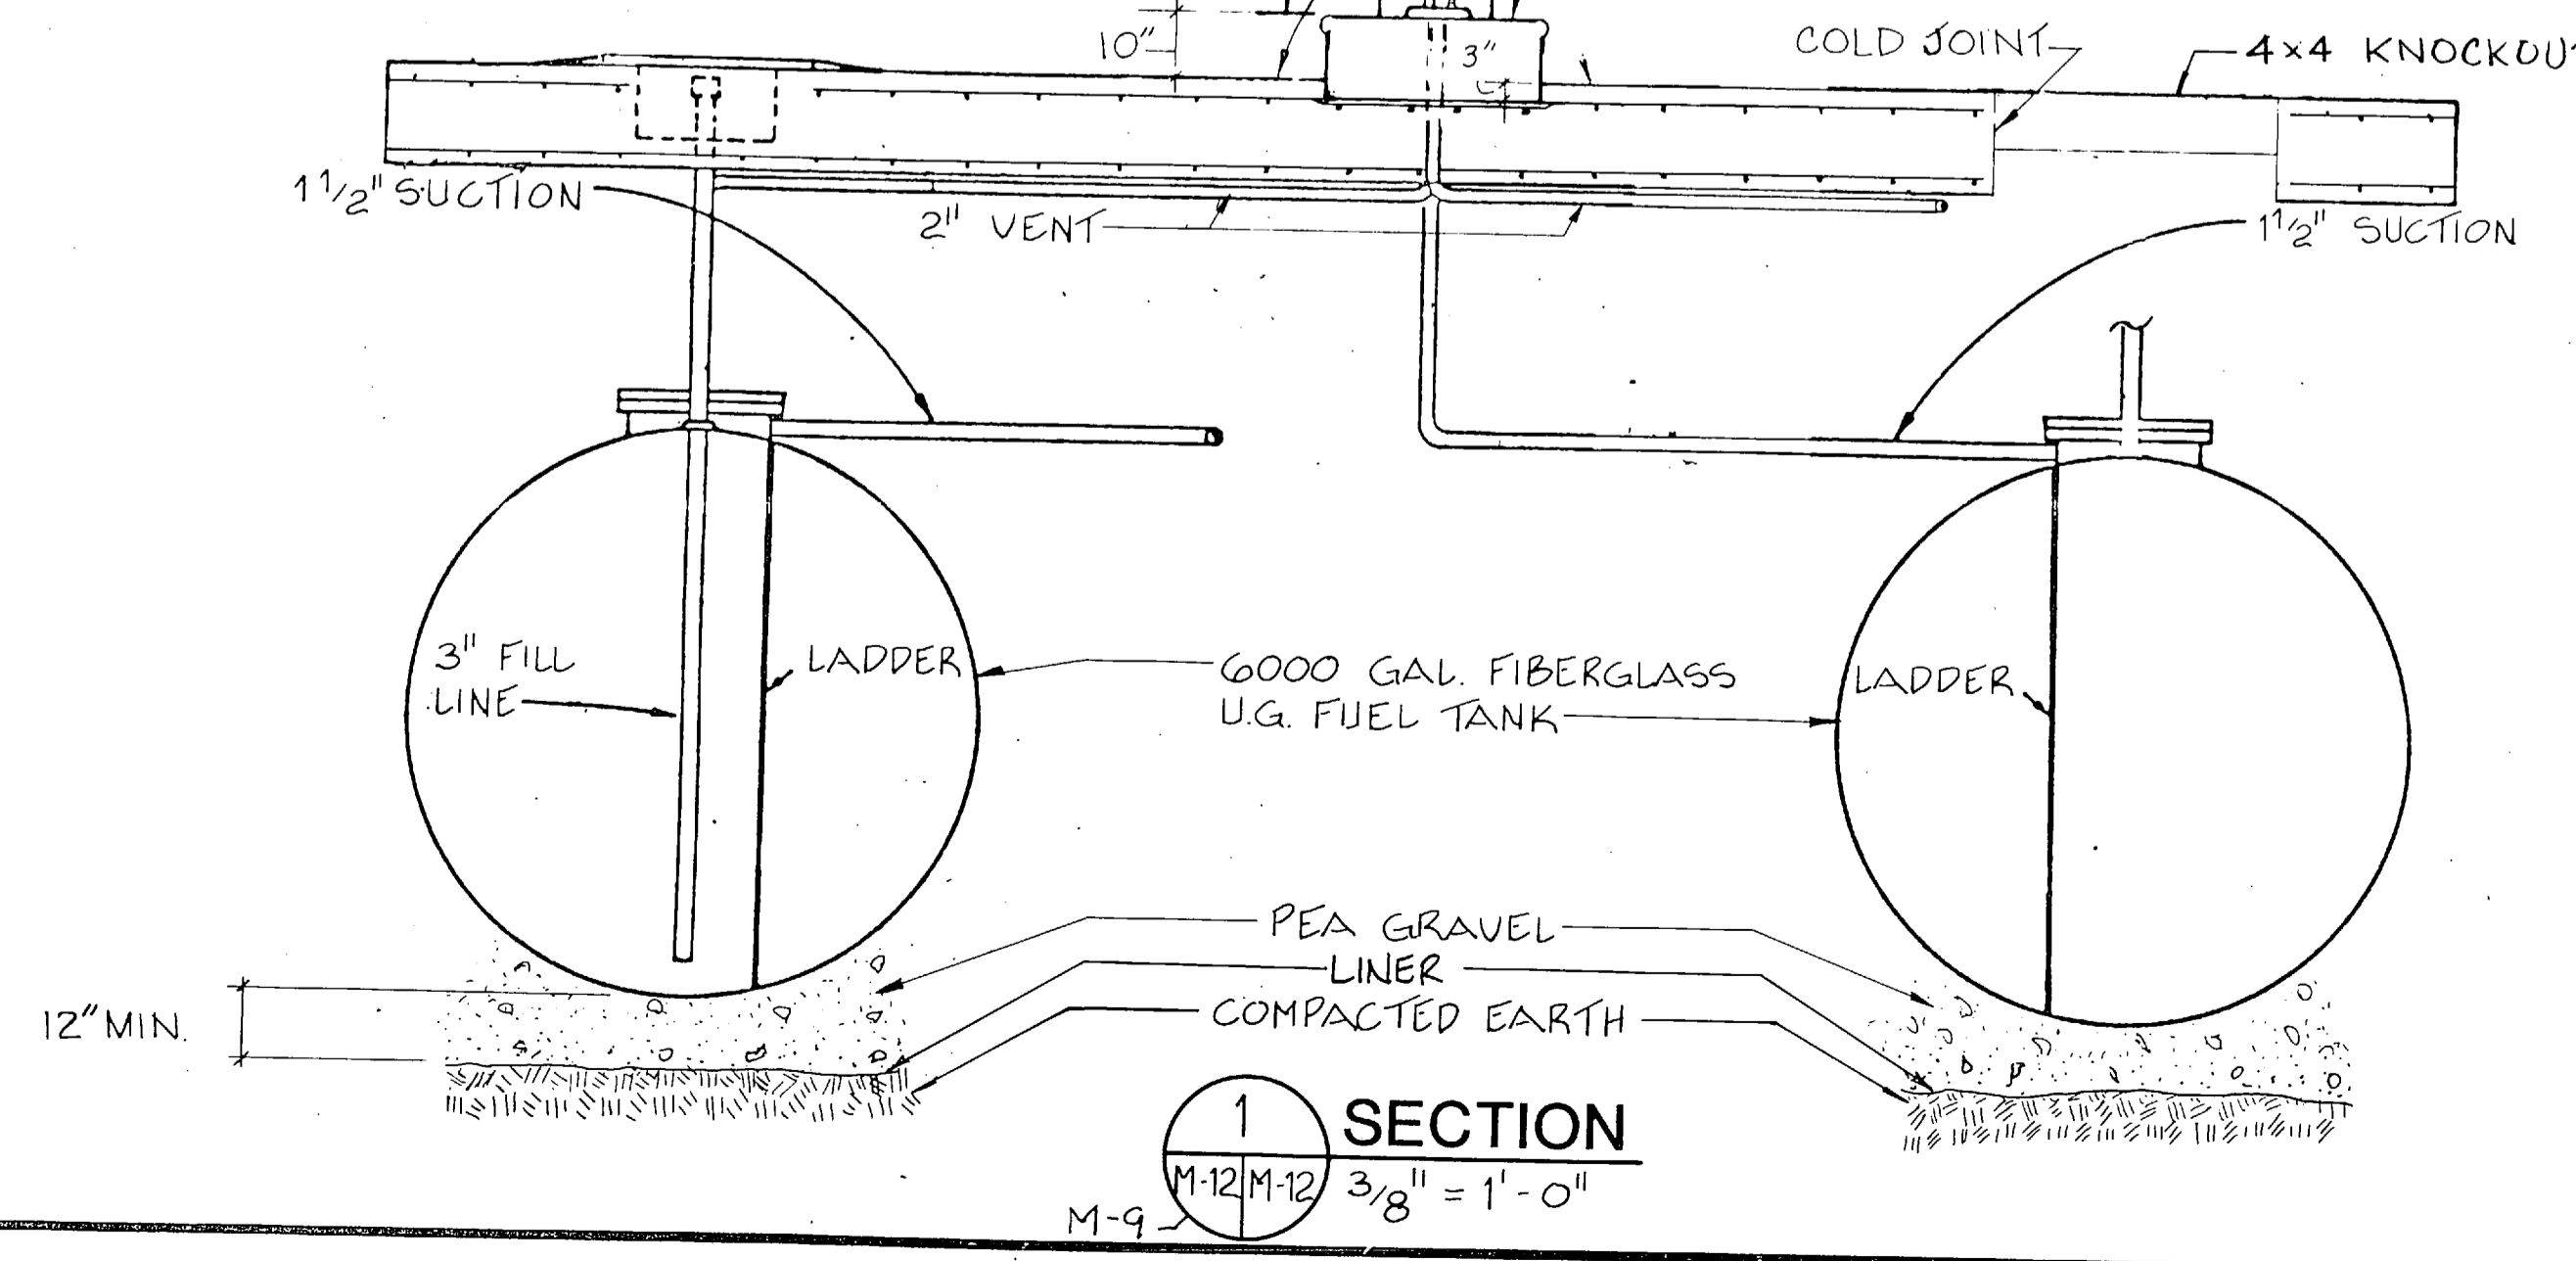 10"
3"
COLD JOINT
4x4
1 1/2" SUCTION
2" VENT
1 1/2" SUCTION
3" FILL
LINE
LADDER
6000 GAL. FIBERGLASS
U.G. FUEL TANK
LADDER
PEA GRAVEL
LINER
COMPACTED EARTH
12" MIN.
1
M-12 M-12
M-9
SECTION
3/8" = 1'-0"